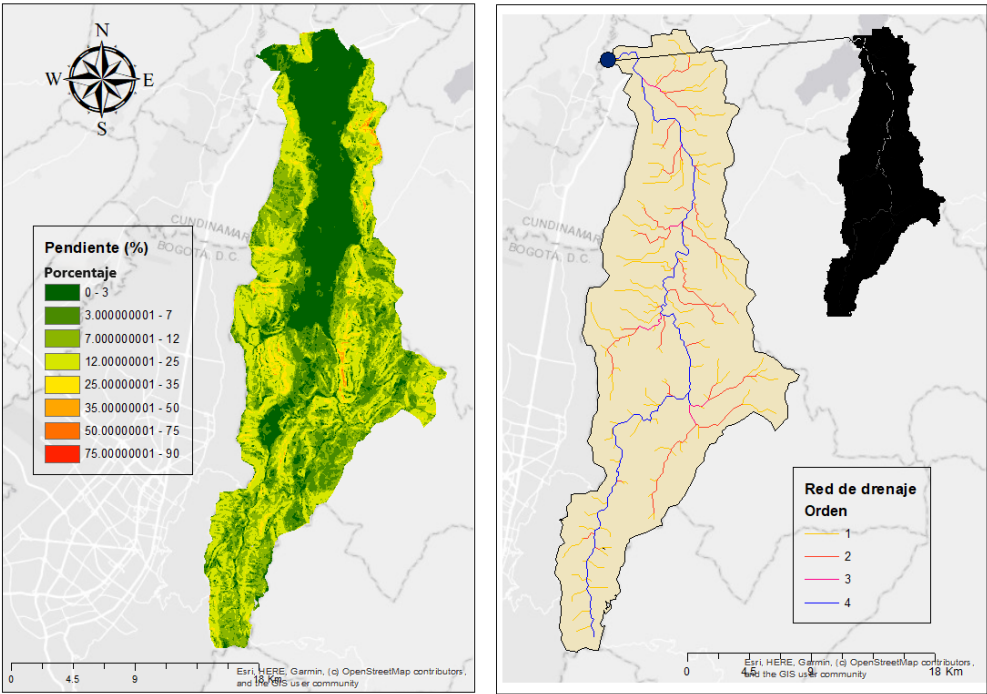 N
W E
S
CUNDINAMAR
BOGOTÁ, D.C.
Pendiente (%)
Porcentaje
0 - 3
3.000000001 - 7
7.000000001 - 12
12.00000001 - 25
25.00000001 - 35
35.00000001 - 50
50.00000001 - 75
75.00000001 - 90
0 4.5 9 18 Km
Esri, HERE, Garmin, (c) OpenStreetMap contributors,
and the GIS user community
CUNDINAMAR
BOGOTÁ, D.C.
Red de drenaje
Orden
1
2
3
4
0 4.5 9 18 Km
Esri, HERE, Garmin, (c) OpenStreetMap contributors,
and the GIS user community